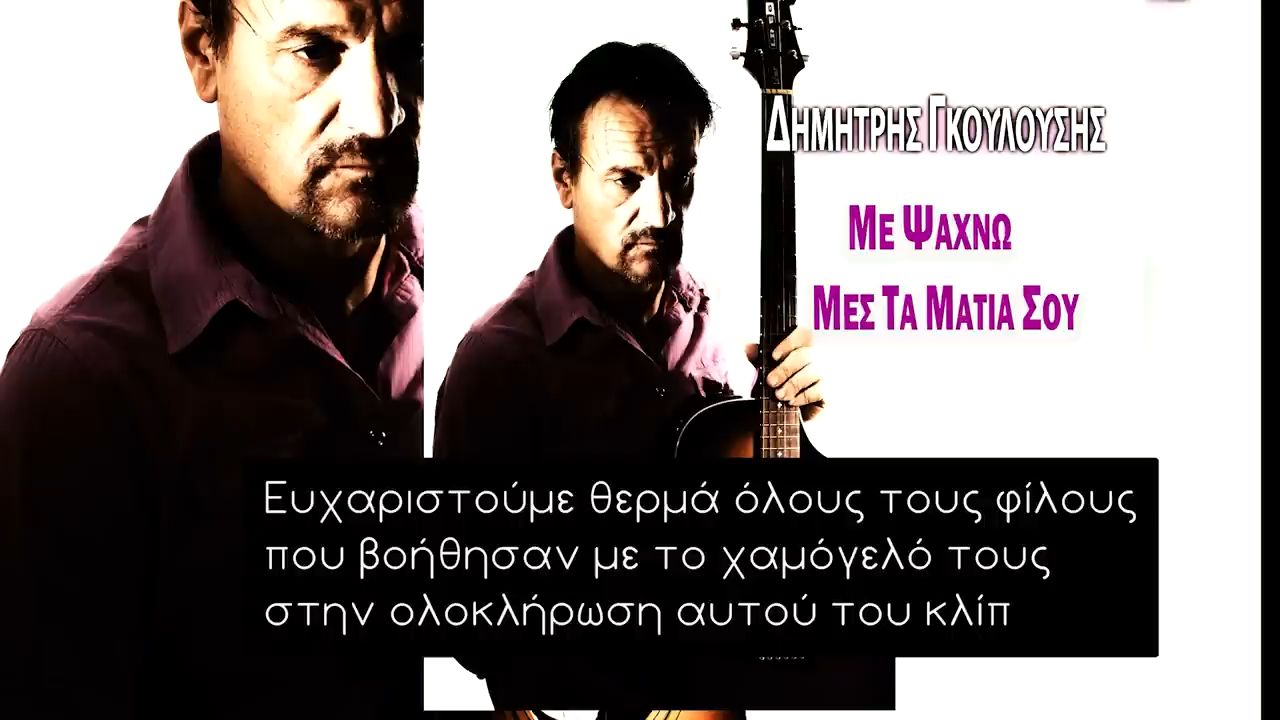 ΔΗΜΗΤΡΗΣ ΓΚΟΥΛΟΥΣΗΣ
ΜΕ ΨΑΧΝΩ
ΜΕΣ ΤΑ ΜΑΤΙΑ ΣΟΥ
Ευχαριστούμε θερμά όλους τους φίλους
που βοήθησαν με το χαμόγελό τους
στην ολοκλήρωση αυτού του κλίπ